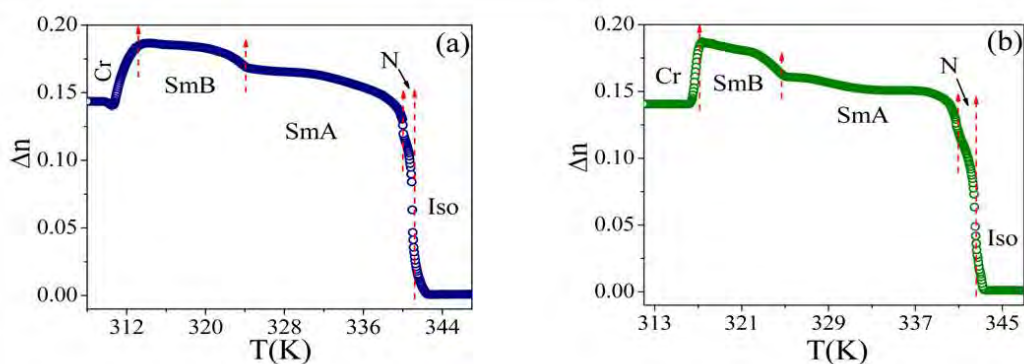 0.20
0.15
0.10
0.05
0.00
Δn
Cr
SmB
SmA
N
Iso
(a)
312 320 328 336 344
T(K)
0.20
0.15
0.10
0.05
0.00
Δn
Cr
SmB
SmA
N
Iso
(b)
313 321 329 337 345
T(K)